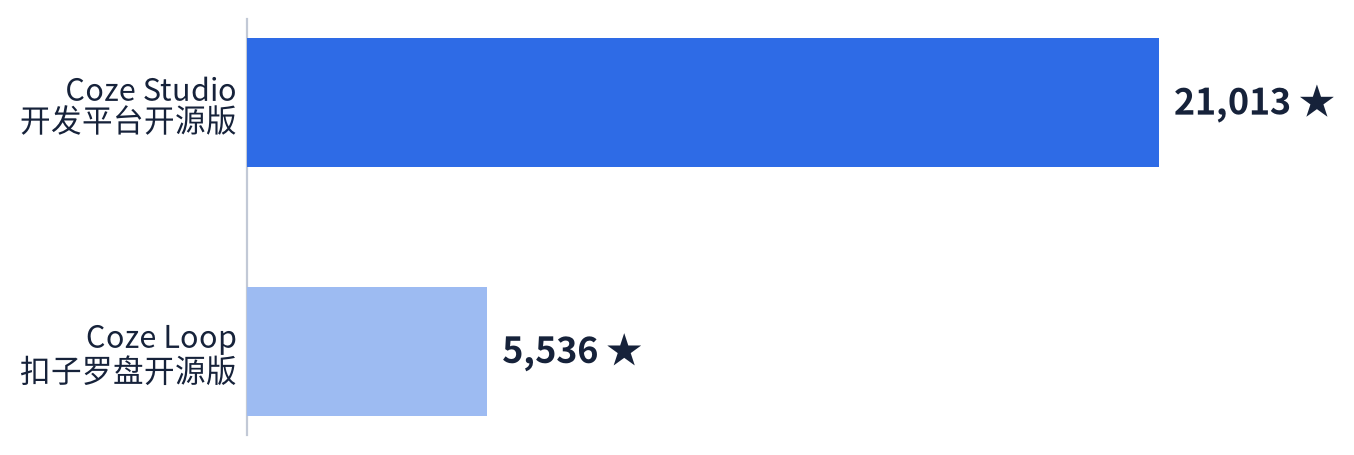 Coze Studio
开发平台开源版
21,013 ★
Coze Loop
扣子罗盘开源版
5,536 ★